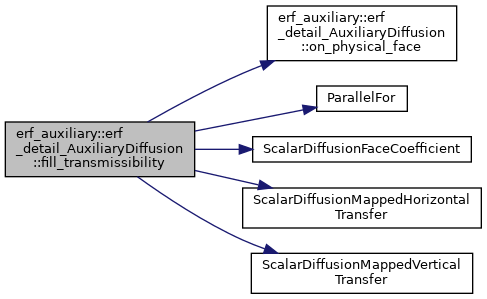 erf_auxiliary::erf
_detail_AuxiliaryDiffusion
::fill_transmissibility
erf_auxiliary::erf
_detail_AuxiliaryDiffusion
::on_physical_face
ParallelFor
ScalarDiffusionFaceCoefficient
ScalarDiffusionMappedHorizontal
Transfer
ScalarDiffusionMappedVertical
Transfer